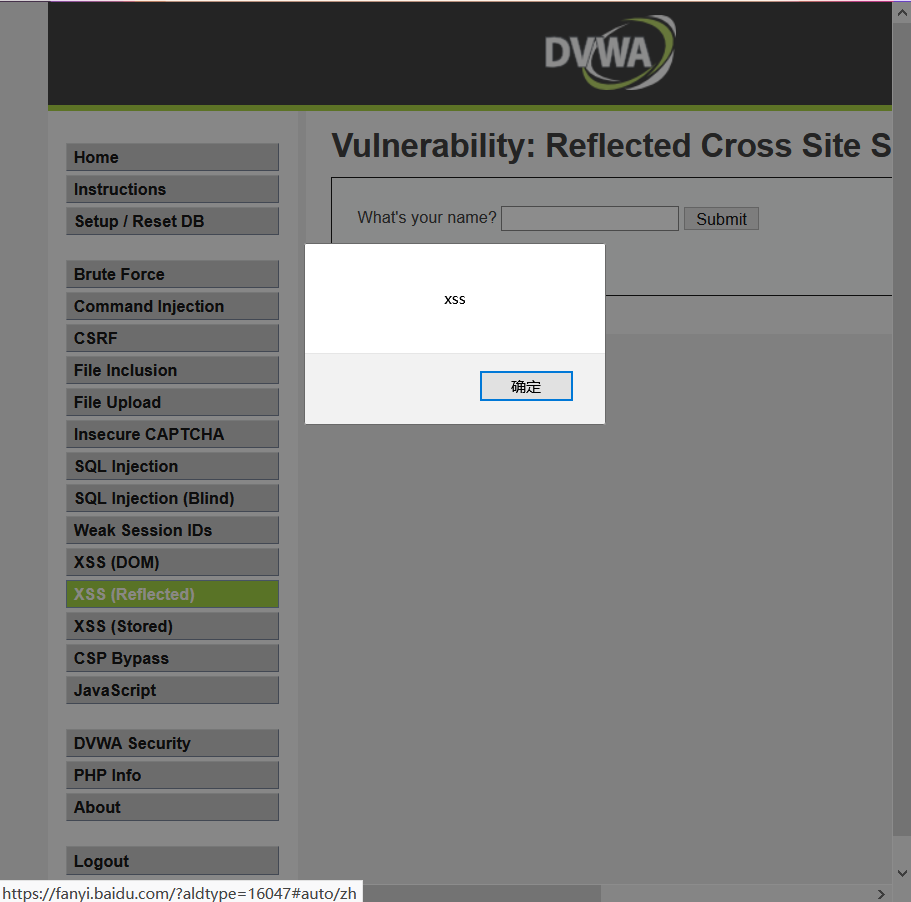 DVWA
Home
Instructions
Setup / Reset DB
Brute Force
Command Injection
CSRF
File Inclusion
File Upload
Insecure CAPTCHA
SQL Injection
SQL Injection (Blind)
Weak Session IDs
XSS (DOM)
XSS (Reflected)
XSS (Stored)
CSP Bypass
JavaScript
DVWA Security
PHP Info
About
Logout
Vulnerability: Reflected Cross Site S
What's your name? Submit
xss
确定
https://fanyi.baidu.com/?aldtype=16047#auto/zh